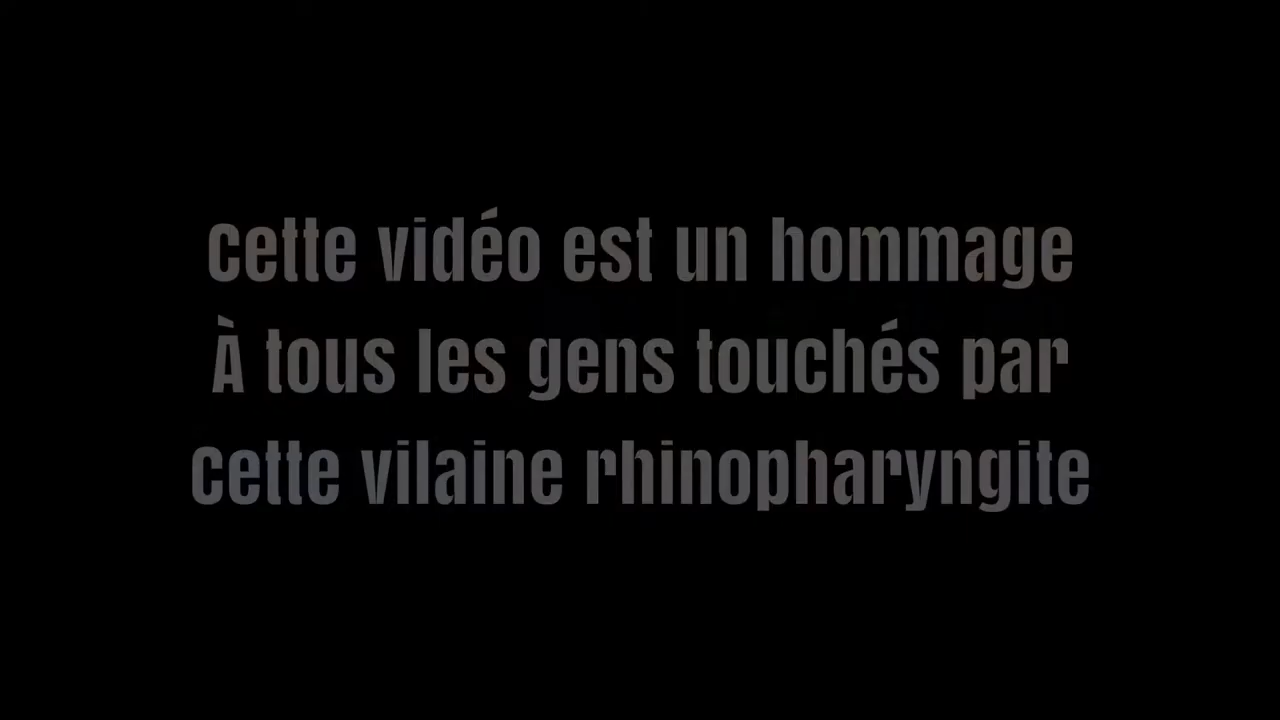 cette vidéo est un hommage
À tous les gens touchés par
cette vilaine rhinopharyngite